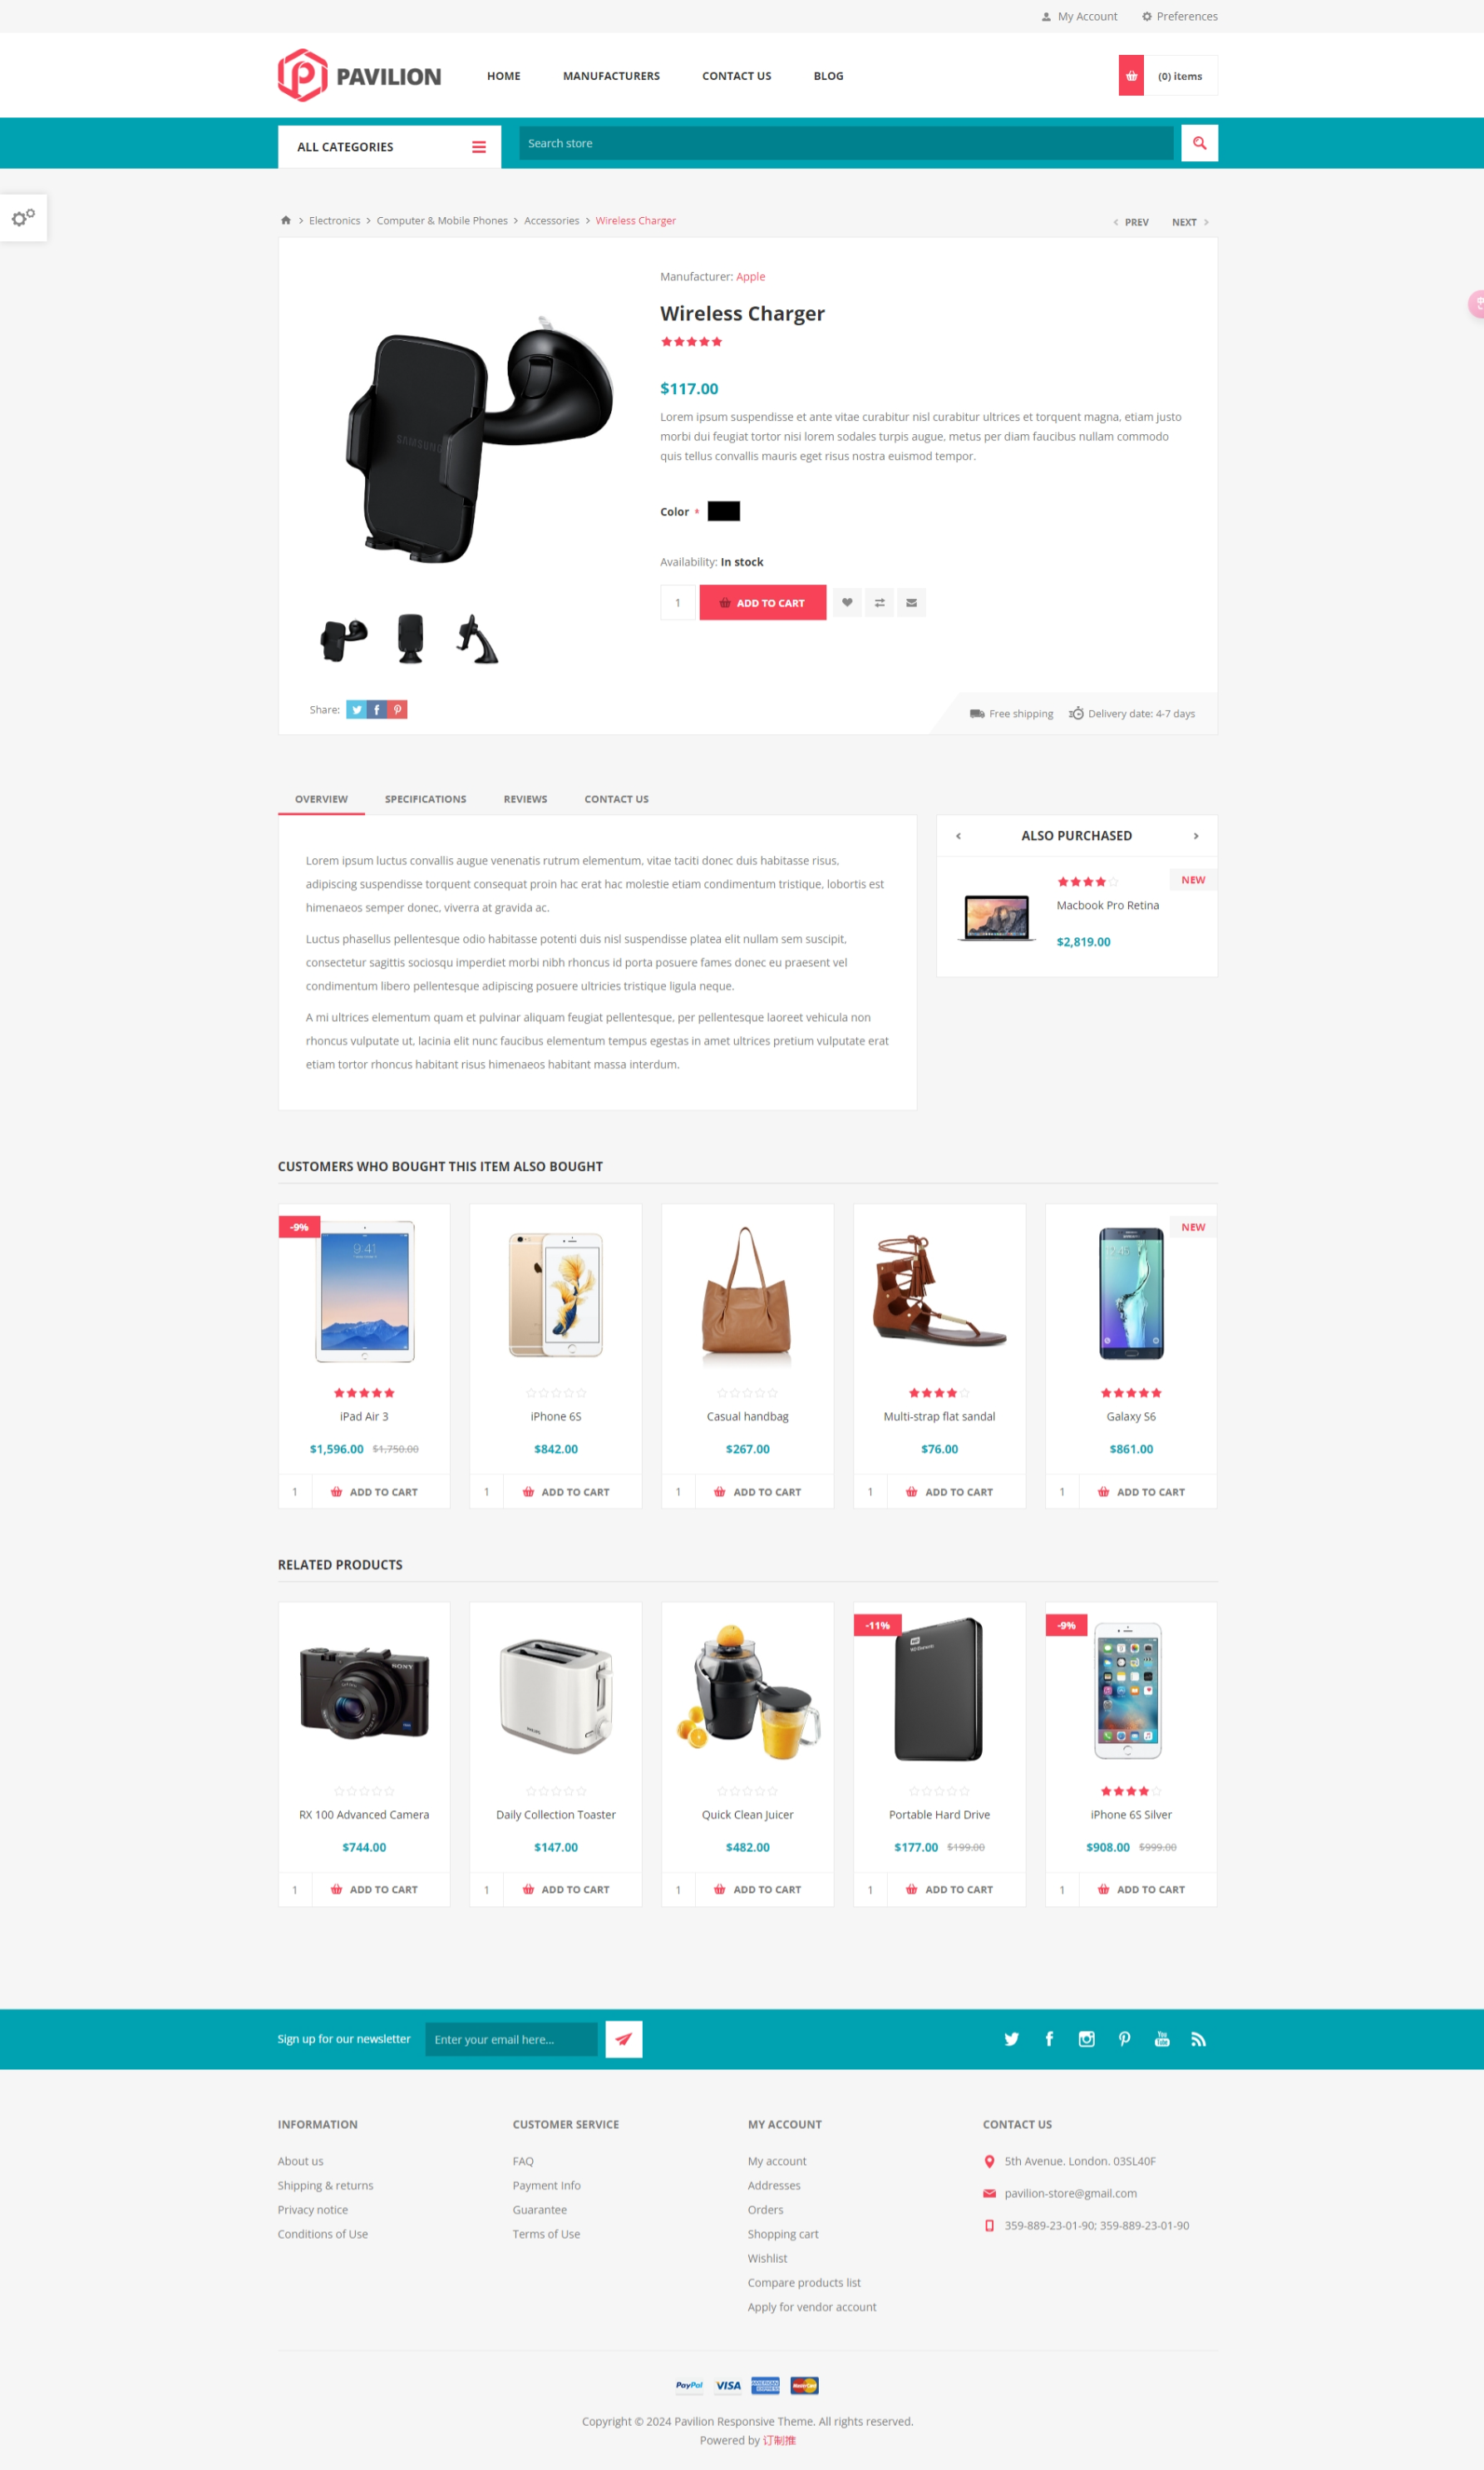 My Account
Preferences
PAVILION
HOME
MANUFACTURERS
CONTACT US
BLOG
(0) items
ALL CATEGORIES
Search store
Electronics > Computer & Mobile Phones > Accessories > Wireless Charger
PREV
NEXT
Manufacturer: Apple
Wireless Charger
$117.00
Lorem ipsum suspendisse et ante vitae curabitur nisl curabitur ultrices et torquent magna, etiam justo
morbi dui feugiat tortor nisi lorem sodales turpis augue, metus per diam faucibus nullam commodo
quis tellus convallis mauris eget risus nostra euismod tempor.
SAMSUNG
Color *
Availability: In stock
1
ADD TO CART
Share:
Free shipping
Delivery date: 4-7 days
OVERVIEW
SPECIFICATIONS
REVIEWS
CONTACT US
Lorem ipsum luctus convallis augue venenatis rutrum elementum, vitae taciti donec duis habitasse risus,
adipiscing suspendisse torquent consequat proin hac erat hac molestie etiam condimentum tristique, lobortis est
himenaeos semper donec, viverra at gravida ac.
Luctus phasellus pellentesque odio habitasse potenti duis nisl suspendisse platea elit nullam sem suscipit,
consectetur sagittis sociosqu imperdiet morbi nibh rhoncus id porta posuere fames donec eu praesent vel
condimentum libero pellentesque adipiscing posuere ultricies tristique ligula neque.
A mi ultrices elementum quam et pulvinar aliquam feugiat pellentesque, per pellentesque laoreet vehicula non
rhoncus vulputate ut, lacinia elit nunc faucibus elementum tempus egestas in amet ultrices pretium vulputate erat
etiam tortor rhoncus habitant risus himenaeos habitant massa interdum.
ALSO PURCHASED
NEW
Macbook Pro Retina
$2,819.00
CUSTOMERS WHO BOUGHT THIS ITEM ALSO BOUGHT
-9%
9:41
iPad Air 3
$1,596.00 $1,750.00
1 ADD TO CART
iPhone 6S
$842.00
1 ADD TO CART
Casual handbag
$267.00
1 ADD TO CART
Multi-strap flat sandal
$76.00
1 ADD TO CART
NEW
Galaxy S6
$861.00
1 ADD TO CART
RELATED PRODUCTS
SONY
RX 100 Advanced Camera
$744.00
1 ADD TO CART
PHILIPS
Daily Collection Toaster
$147.00
1 ADD TO CART
Quick Clean Juicer
$482.00
1 ADD TO CART
-11%
Portable Hard Drive
$177.00 $199.00
1 ADD TO CART
-9%
iPhone 6S Silver
$908.00 $999.00
1 ADD TO CART
Sign up for our newsletter
Enter your email here...
You Tube
INFORMATION
About us
Shipping & returns
Privacy notice
Conditions of Use
CUSTOMER SERVICE
FAQ
Payment Info
Guarantee
Terms of Use
MY ACCOUNT
My account
Addresses
Orders
Shopping cart
Wishlist
Compare products list
Apply for vendor account
CONTACT US
5th Avenue. London. 03SL40F
pavilion-store@gmail.com
359-889-23-01-90; 359-889-23-01-90
PayPal
VISA
AMERICAN EXPRESS
MasterCard
Copyright © 2024 Pavilion Responsive Theme. All rights reserved.
Powered by 订制推